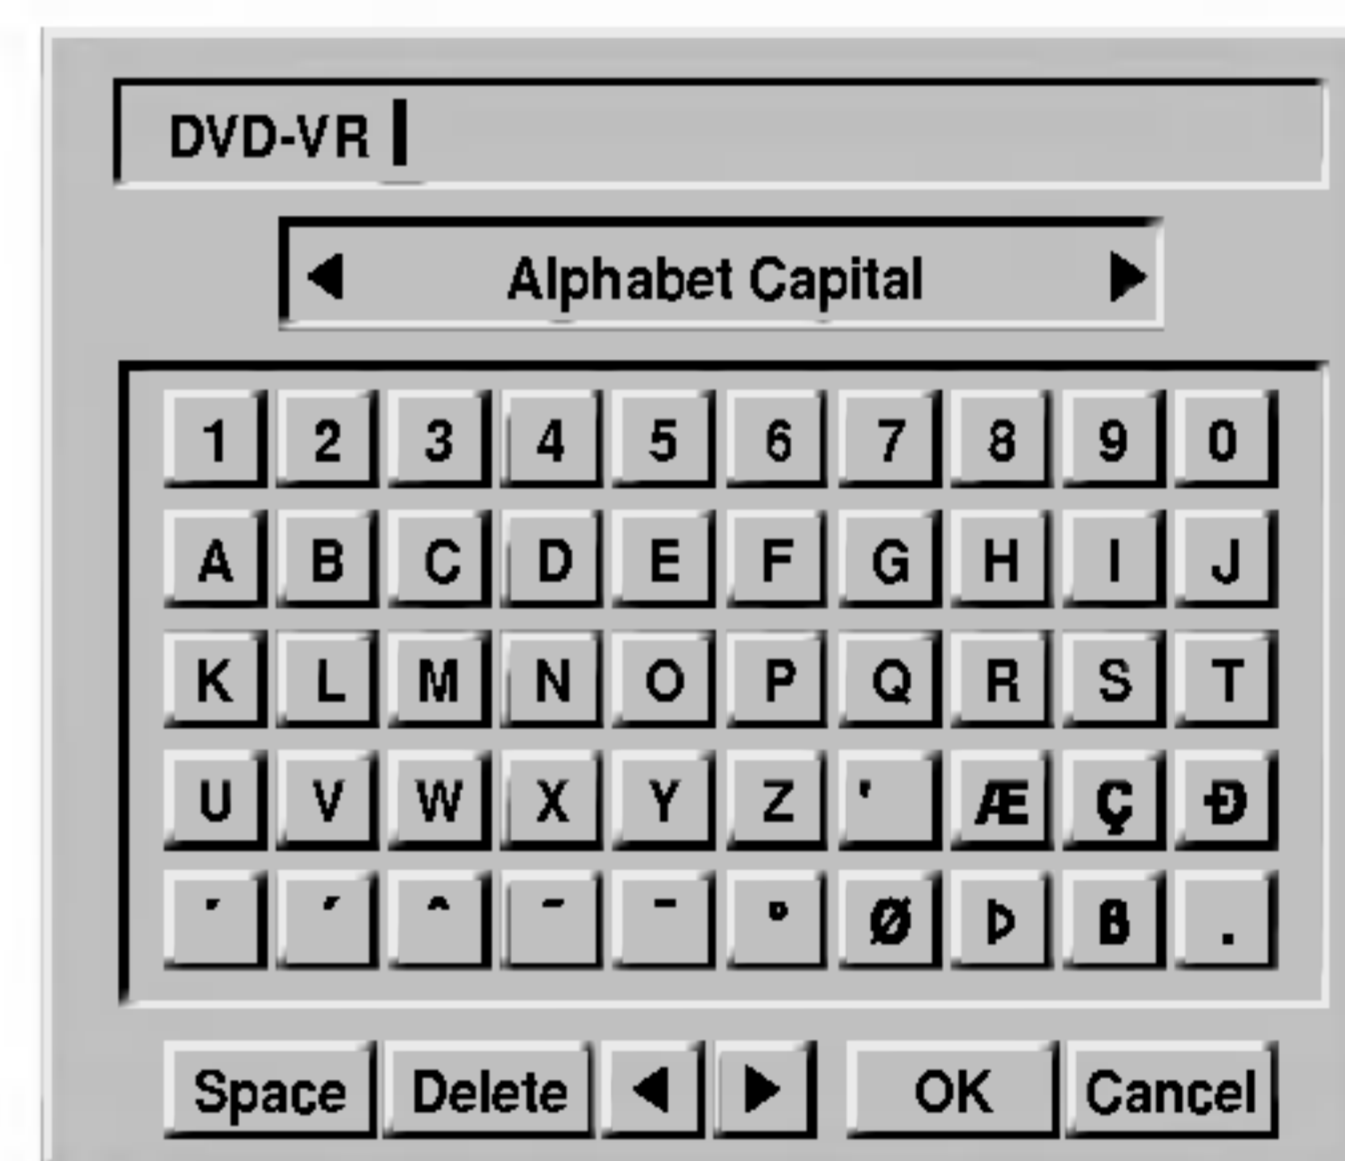 DVD-VR
Alphabet Capital
1 2 3 4 5 6 7 8 9 0
A B C D E F G H I J
K L M N O P Q R S T
U V W X Y Z ' Æ Ç Ð
´ ˆ ˜ ¯ ° Ø Þ ß .
Space Delete ◀ ▶ OK Cancel